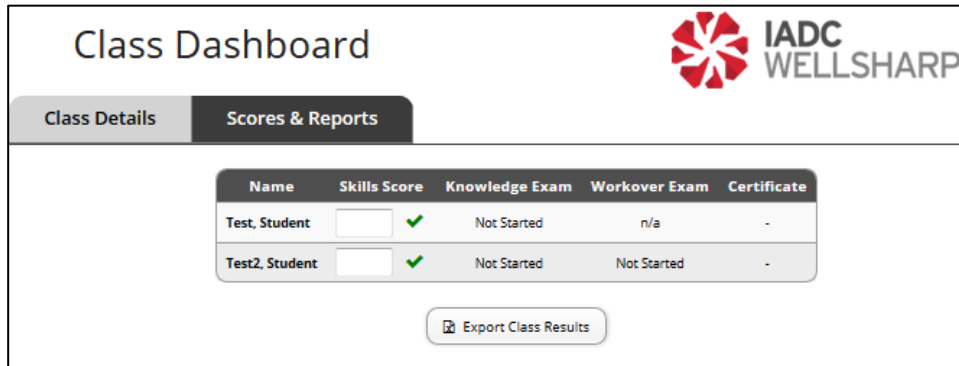 Class Dashboard
IADC
WELLSHARP
Class Details Scores & Reports
Name Skills Score Knowledge Exam Workover Exam Certificate
Test, Student Not Started n/a -
Test2, Student Not Started Not Started -
Export Class Results